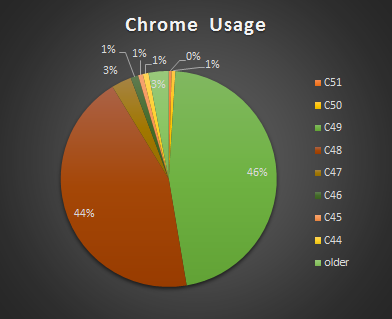 Chrome Usage
1%
1%
1%
0%
1%
3%
3%
46%
44%
C51
C50
C49
C48
C47
C46
C45
C44
older